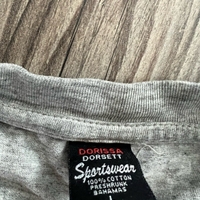 DORISSA
DORSETT
Sportswear
100% COTTON
PRESHRUNK
BAHAMAS